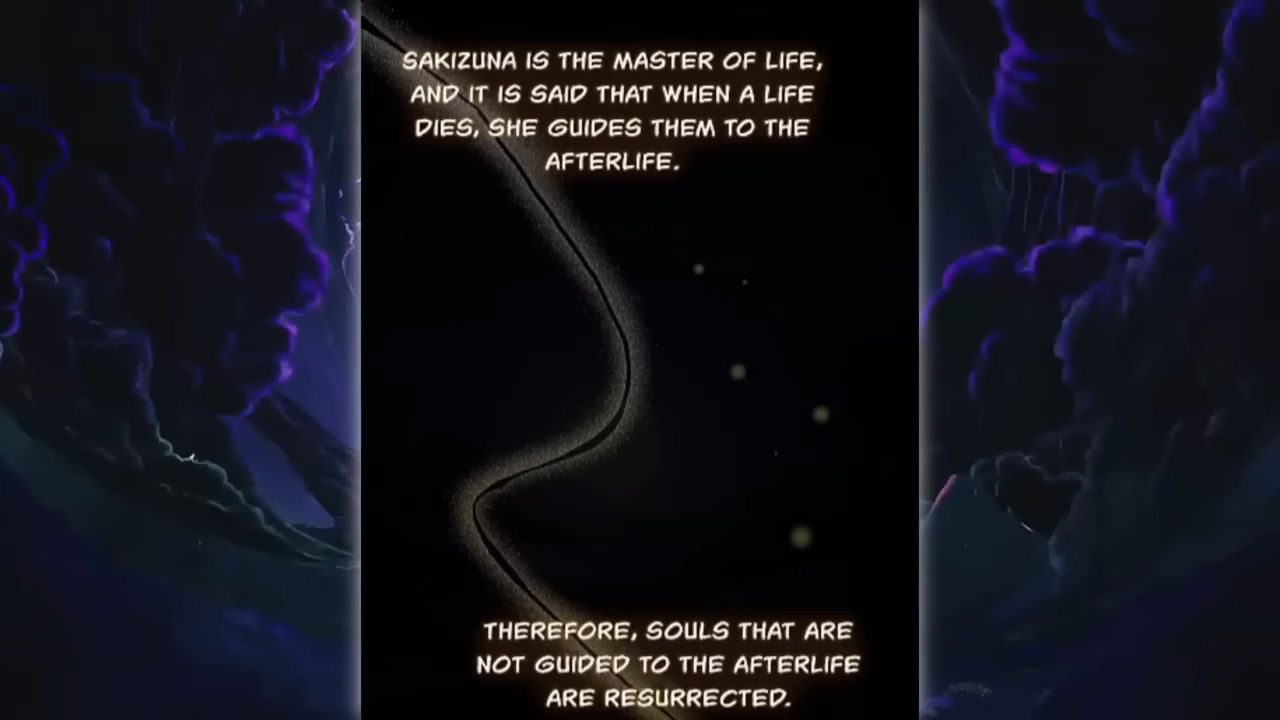 SAKIZUNA IS THE MASTER OF LIFE,
AND IT IS SAID THAT WHEN A LIFE
DIES, SHE GUIDES THEM TO THE
AFTERLIFE.
THEREFORE, SOULS THAT ARE
NOT GUIDED TO THE AFTERLIFE
ARE RESURRECTED.